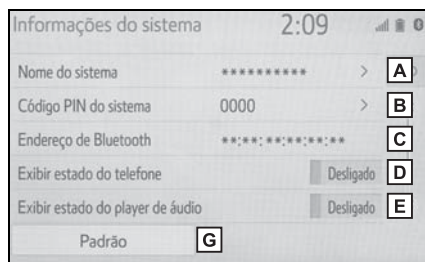 Informações do sistema 2:09
Nome do sistema ********** > A
Código PIN do sistema 0000 > B
Endereço de Bluetooth **:**:**:**:**:** C
Exibir estado do telefone Desligado D
Exibir estado do player de áudio Desligado E
Padrão G